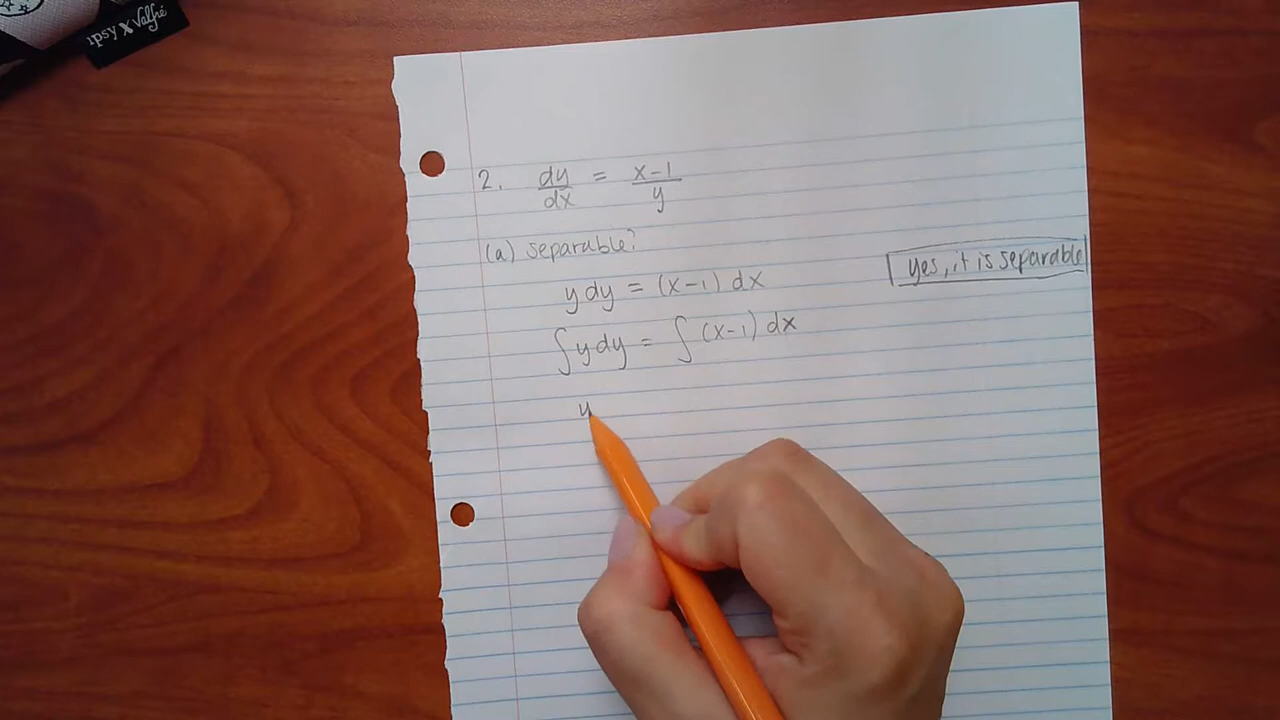 ipsy x Valfré
2. dy/dx = x-1/y
(a) separable?
yes, it is separable
y dy = (x-1) dx
∫ y dy = ∫ (x-1) dx
y